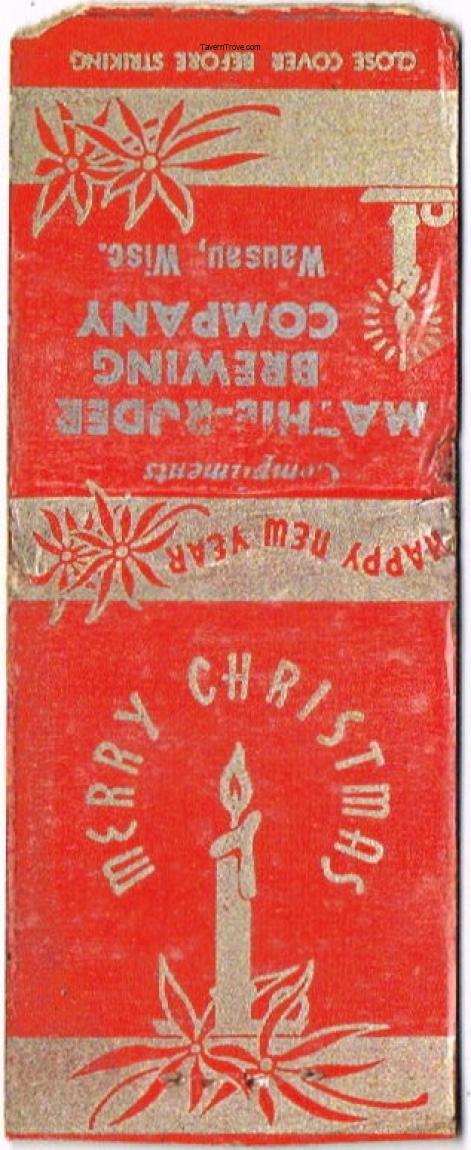 TavernTrove.com
CLOSE COVER BEFORE STRIKING
Compliments
MATHIE-RUDER
BREWING
COMPANY
Wausau, Wisc.
HAPPY NEW YEAR
MERRY CHRISTMAS